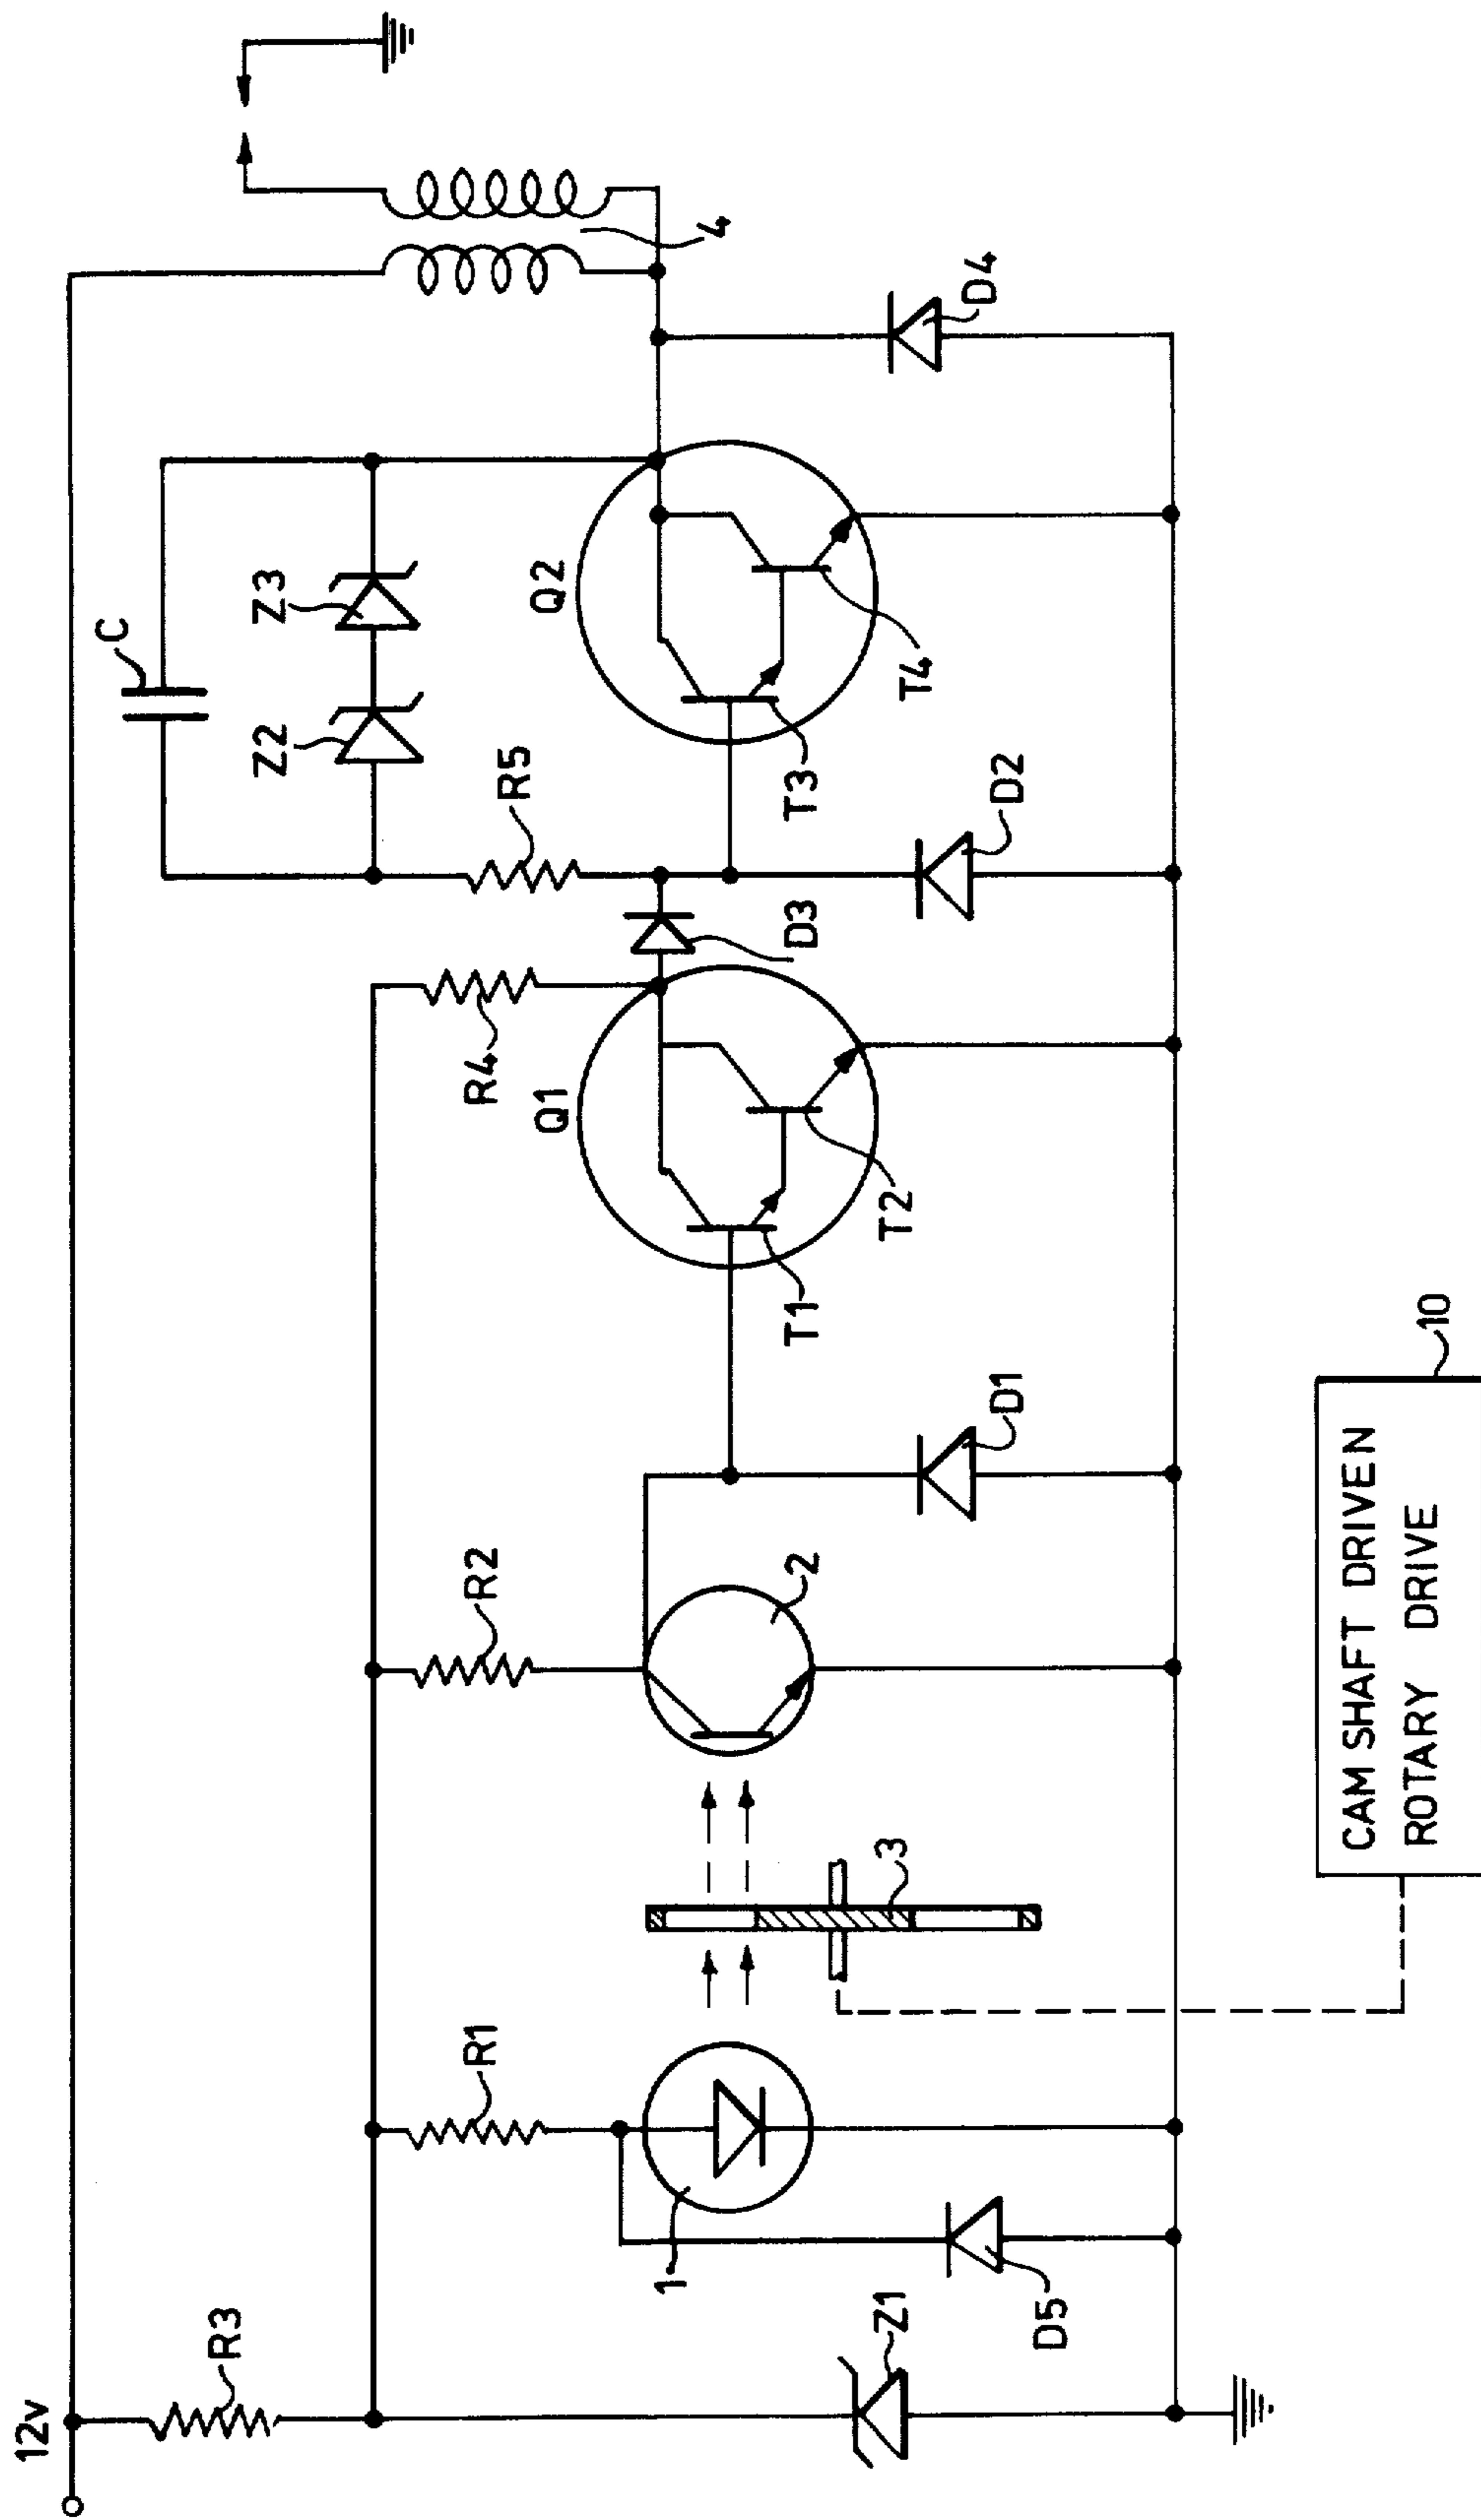 12v
R3
Z1
D5
1
R1
3
R2
2
D1
CAM SHAFT DRIVEN
ROTARY DRIVE
10
T1
T2
Q1
R4
D3
D2
R5
Z2
Z3
C
Q2
T3
T4
D4
4